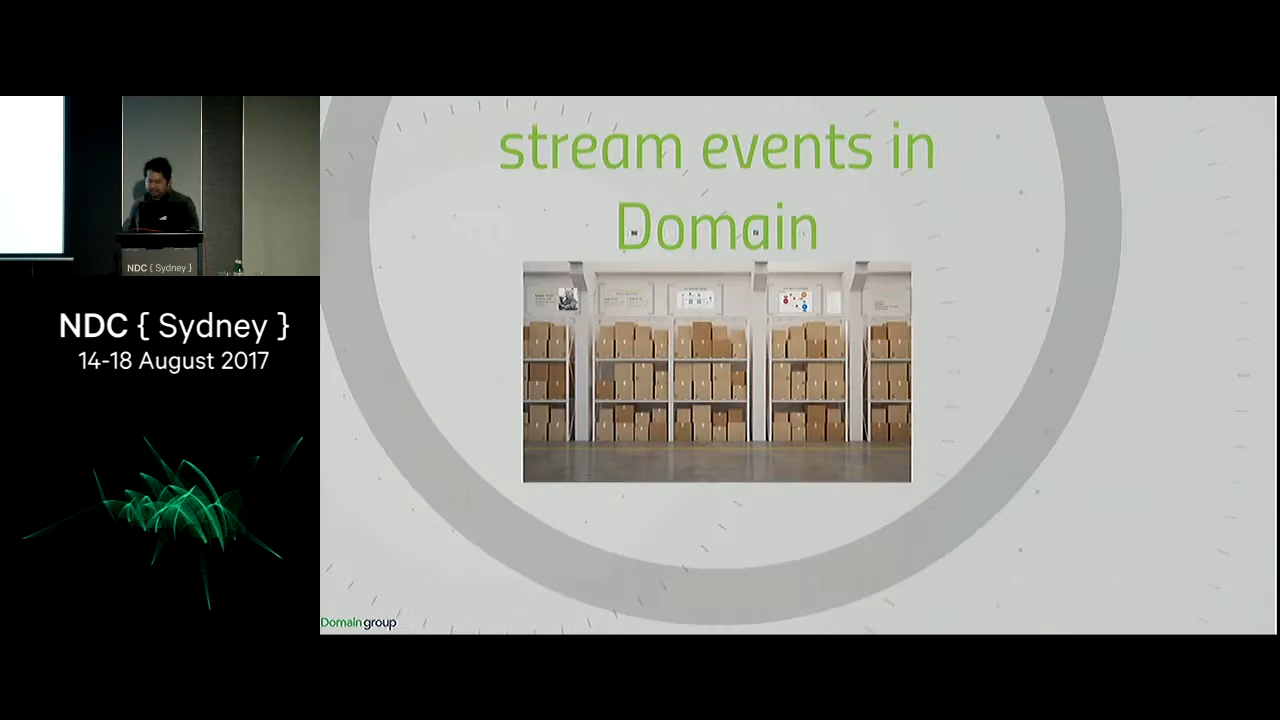 NDC { Sydney }
NDC { Sydney }
14-18 August 2017
stream events in
Domain
Domain group